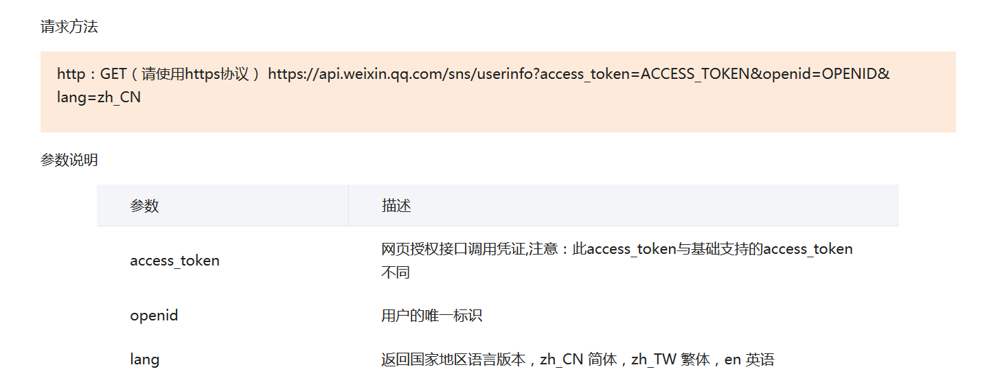 请求方法
http：GET（请使用https协议） https://api.weixin.qq.com/sns/userinfo?access_token=ACCESS_TOKEN&openid=OPENID&
lang=zh_CN
参数说明
参数 描述
access_token 网页授权接口调用凭证,注意：此access_token与基础支持的access_token
不同
openid 用户的唯一标识
lang 返回国家地区语言版本，zh_CN 简体，zh_TW 繁体，en 英语